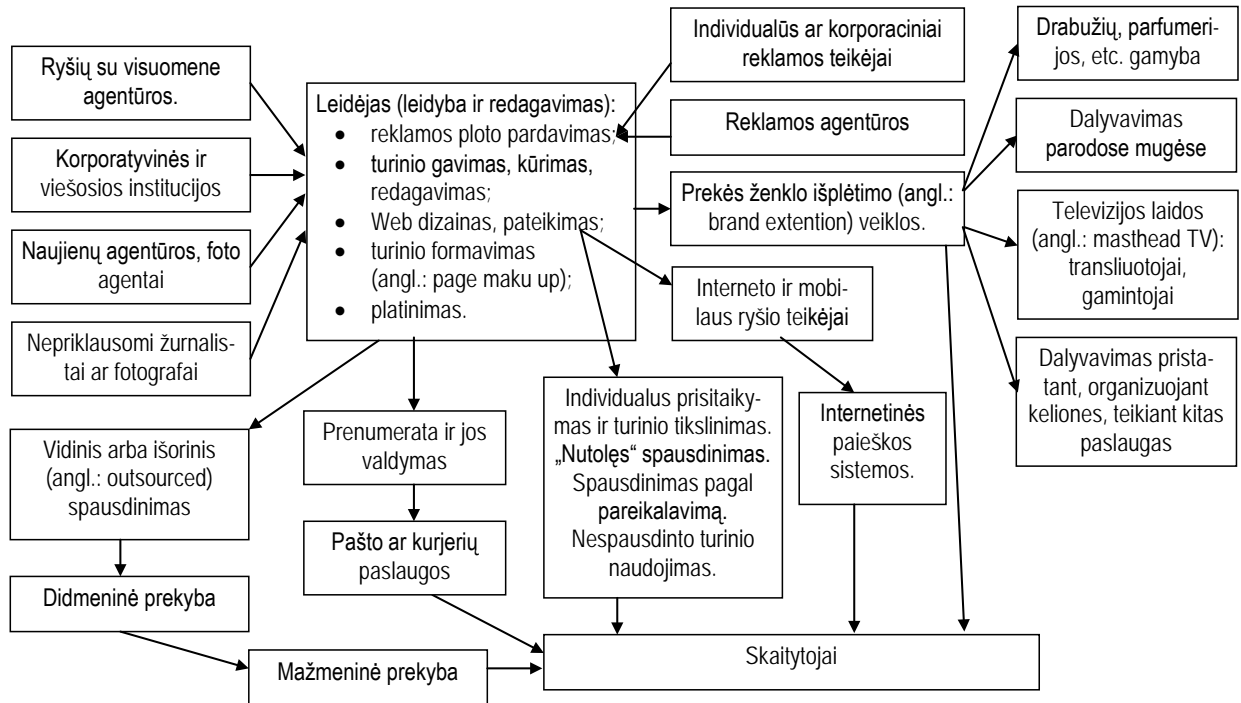 Ryšių su visuomene
agentūros.
Korporatyvinės ir
viešosios institucijos
Naujienų agentūros, foto
agentai
Nepriklausomi žurnalis-
tai ar fotografai
Leidėjas (leidyba ir redagavimas):
• reklamos ploto pardavimas;
• turinio gavimas, kūrimas,
redagavimas;
• Web dizainas, pateikimas;
• turinio formavimas
(angl.: page maku up);
• platinimas.
Individualūs ar korporaciniai
reklamos teikėjai
Reklamos agentūros
Prekės ženklo išplėtimo (angl.:
brand extention) veiklos.
Interneto ir mobi-
laus ryšio teikėjai
Drabužių, parfumeri-
jos, etc. gamyba
Dalyvavimas
parodose mugėse
Televizijos laidos
(angl.: masthead TV):
transliuotojai,
gamintojai
Dalyvavimas prista-
tant, organizuojant
keliones, teikiant kitas
paslaugas
Vidinis arba išorinis
(angl.: outsourced)
spausdinimas
Prenumerata ir jos
valdymas
Individualus prisitaiky-
mas ir turinio tikslinimas.
„Nutolęs“ spausdinimas.
Spausdinimas pagal
pareikalavimą.
Nespausdinto turinio
naudojimas.
Internetinės
paieškos
sistemos.
Pašto ar kurjerių
paslaugos
Didmeninė prekyba
Mažmeninė prekyba
Skaitytojai